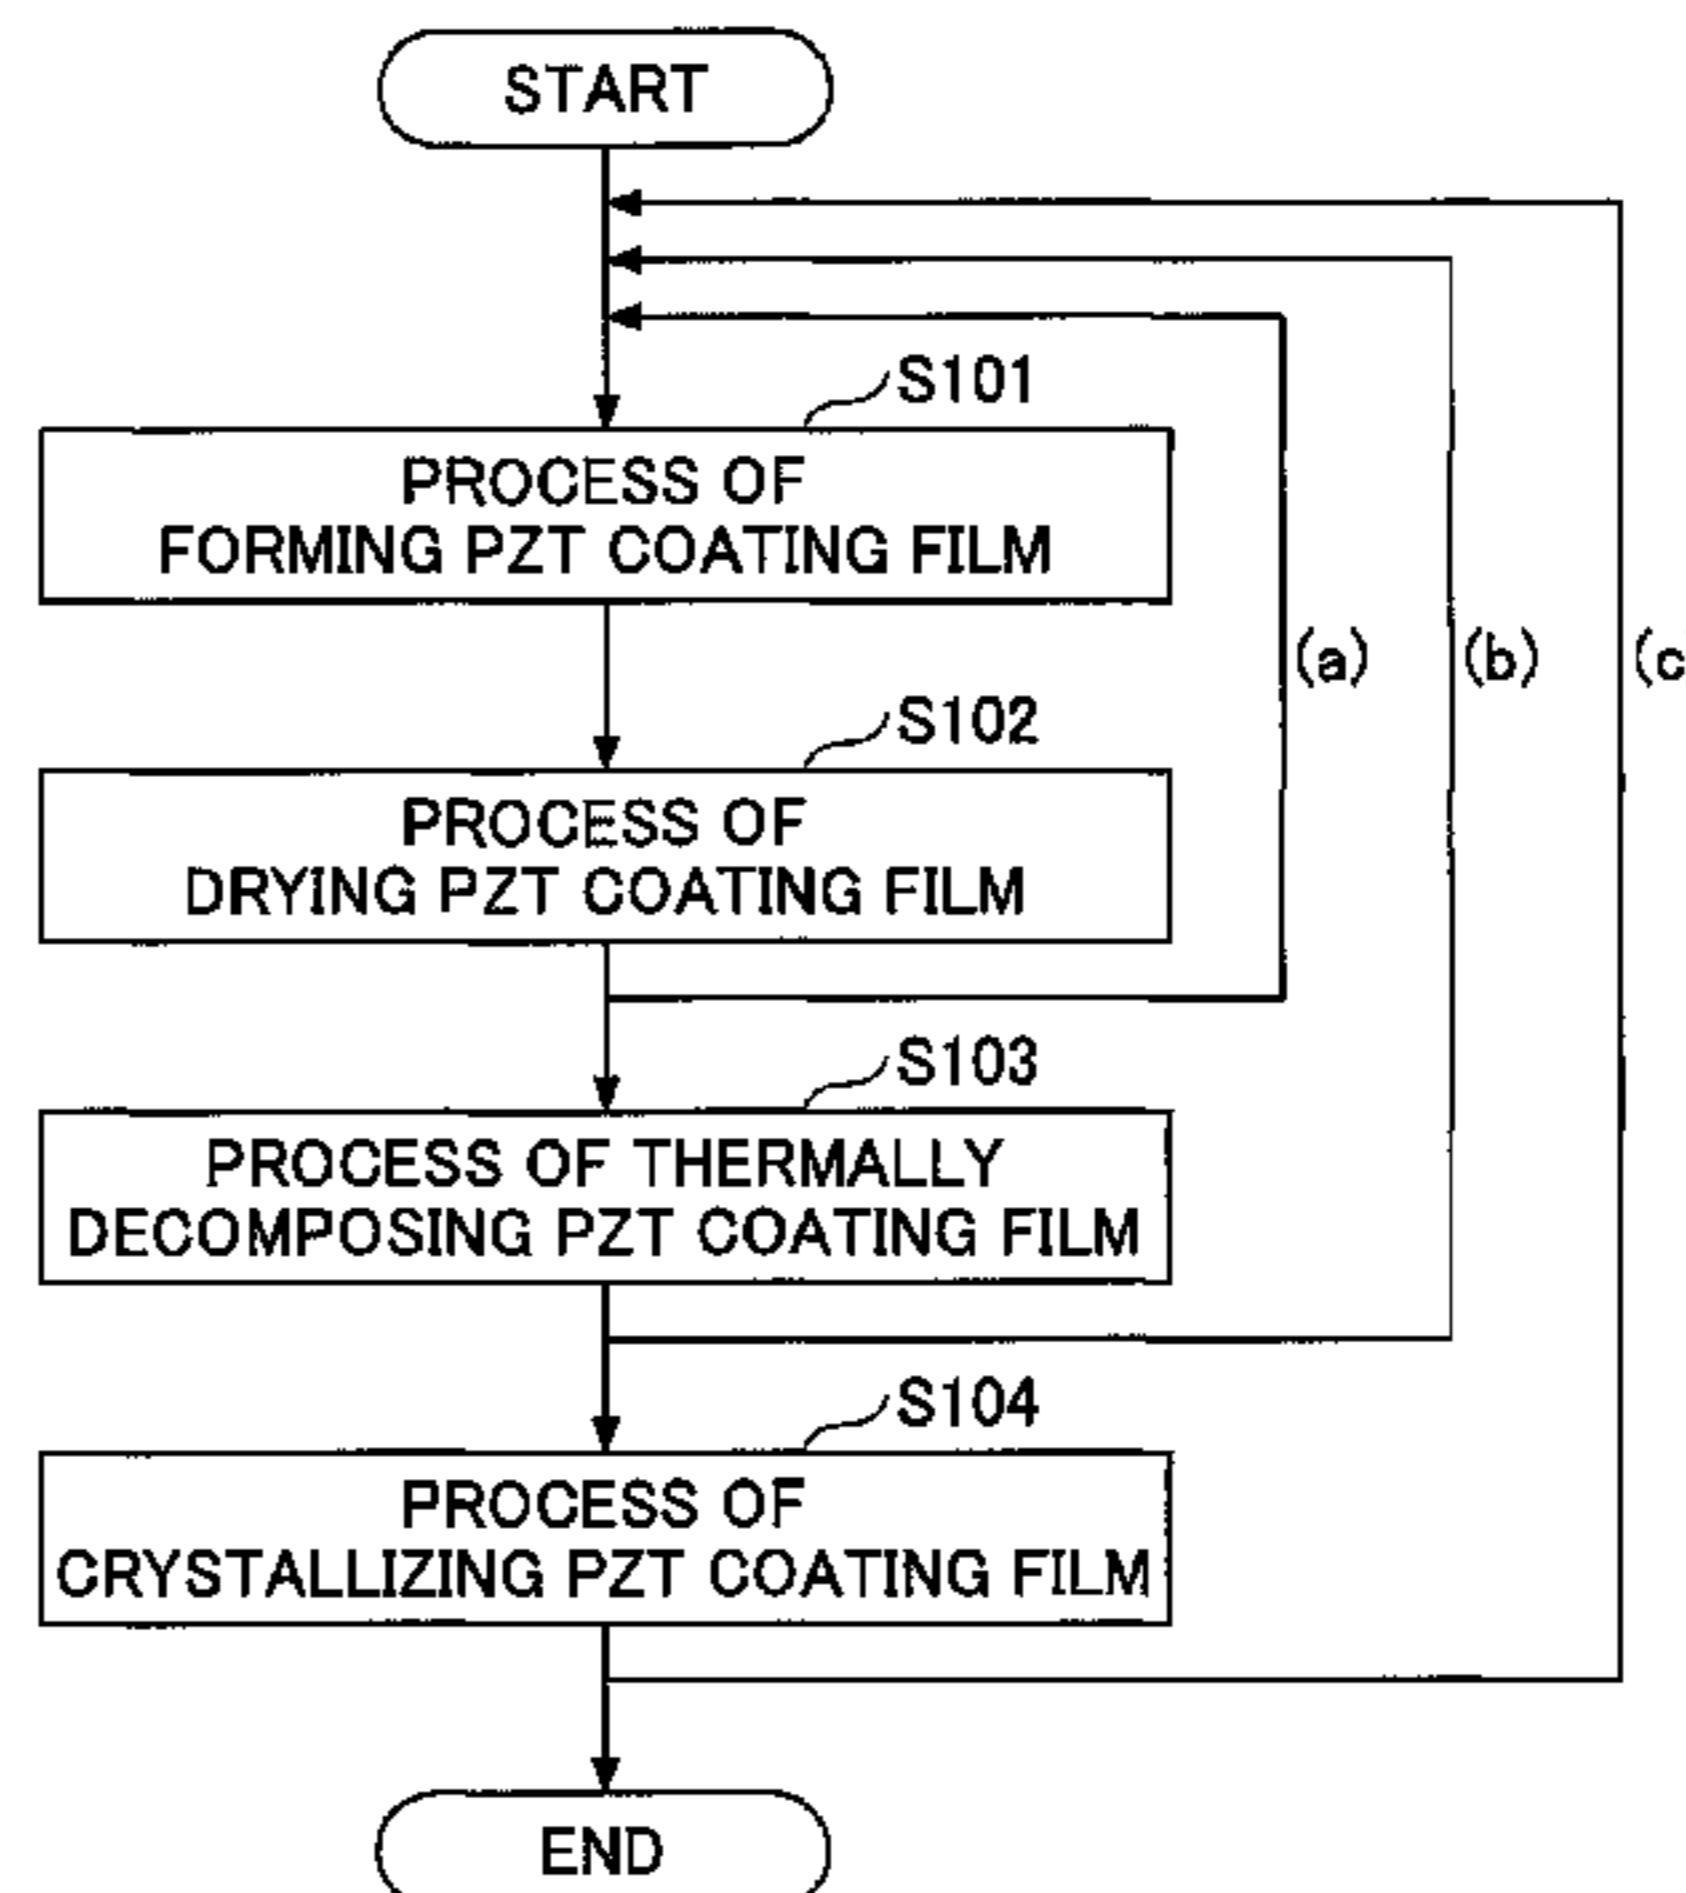 START
S101
PROCESS OF
FORMING PZT COATING FILM
(a)
(b)
(c
S102
PROCESS OF
DRYING PZT COATING FILM
S103
PROCESS OF THERMALLY
DECOMPOSING PZT COATING FILM
S104
PROCESS OF
CRYSTALLIZING PZT COATING FILM
END